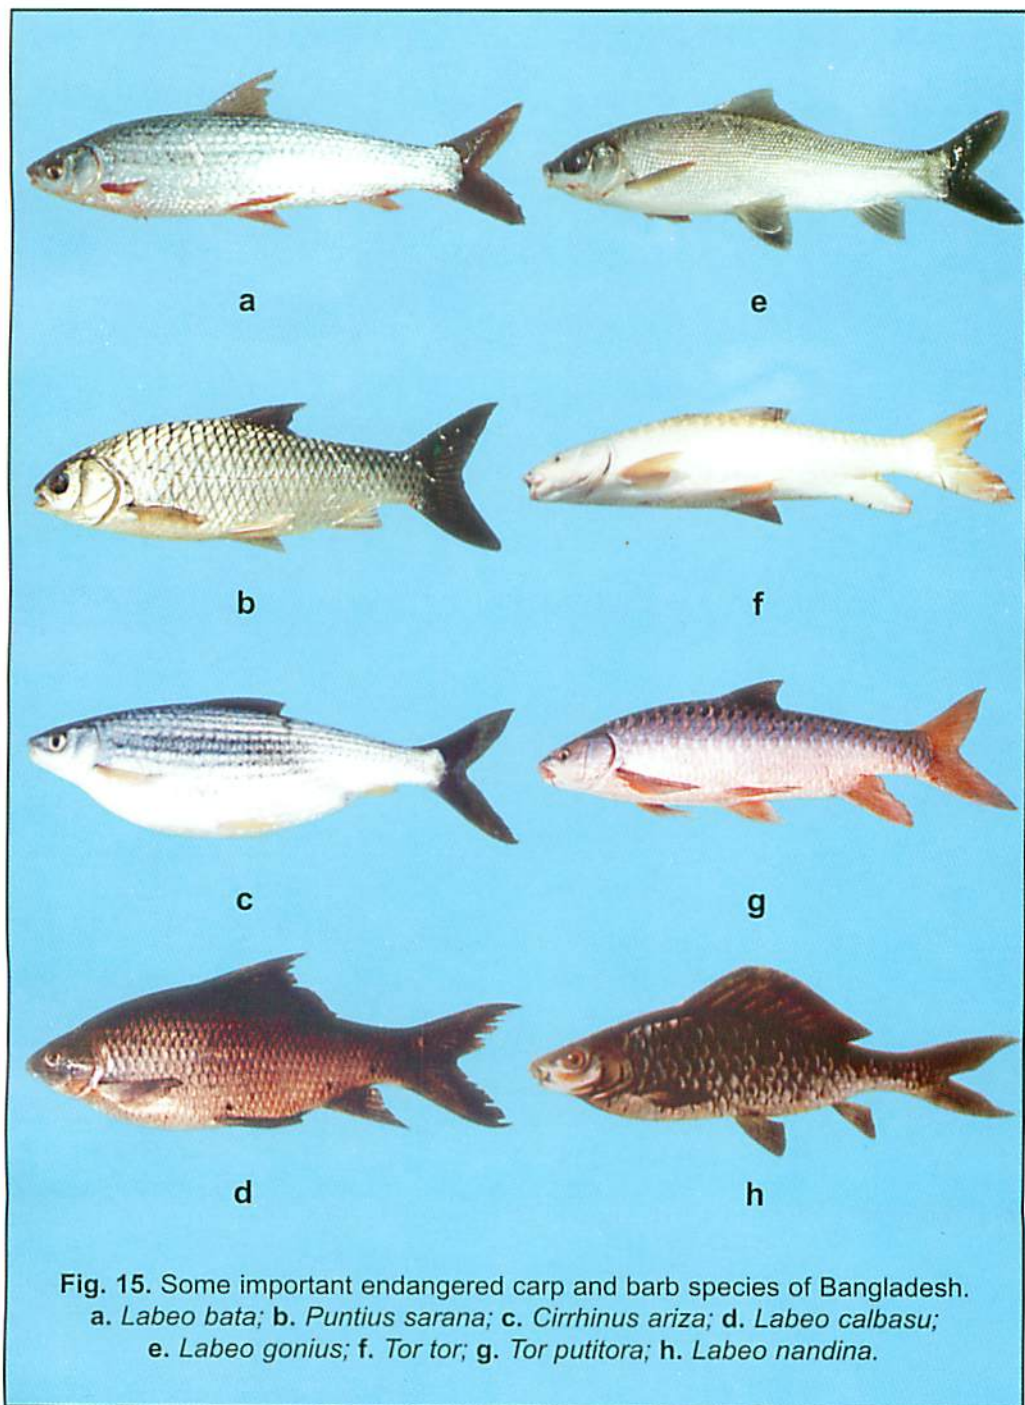 a
e
b
f
c
g
d
h
Fig. 15. Some important endangered carp and barb species of Bangladesh.
a. Labeo bata; b. Puntius sarana; c. Cirrhinus ariza; d. Labeo calbasu;
e. Labeo gonius; f. Tor tor; g. Tor putitora; h. Labeo nandina.